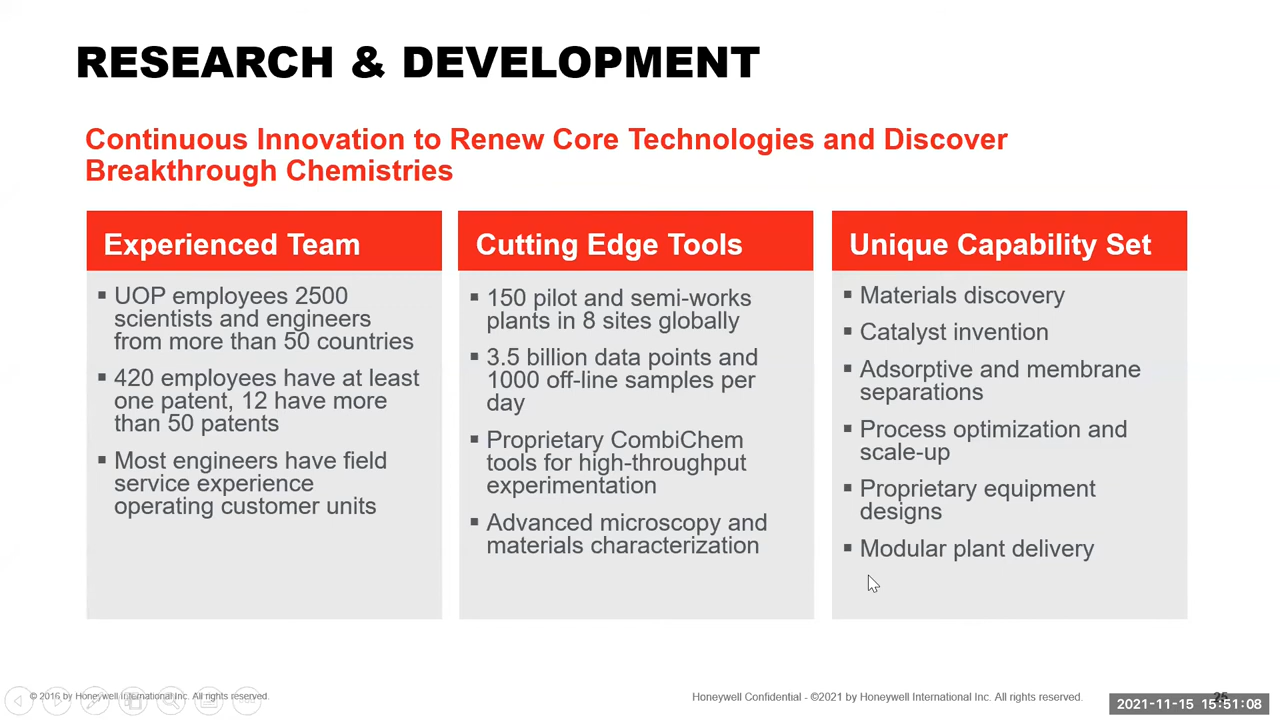 RESEARCH & DEVELOPMENT
Continuous Innovation to Renew Core Technologies and Discover
Breakthrough Chemistries
Experienced Team
▪ UOP employees 2500
scientists and engineers
from more than 50 countries
▪ 420 employees have at least
one patent, 12 have more
than 50 patents
▪ Most engineers have field
service experience
operating customer units
Cutting Edge Tools
▪ 150 pilot and semi-works
plants in 8 sites globally
▪ 3.5 billion data points and
1000 off-line samples per
day
▪ Proprietary CombiChem
tools for high-throughput
experimentation
▪ Advanced microscopy and
materials characterization
Unique Capability Set
▪ Materials discovery
▪ Catalyst invention
▪ Adsorptive and membrane
separations
▪ Process optimization and
scale-up
▪ Proprietary equipment
designs
▪ Modular plant delivery
© 2016 by Honeywell International Inc. All rights reserved.
Honeywell Confidential - ©2021 by Honeywell International Inc. All rights reserved.
25
2021-11-15 15:51:08